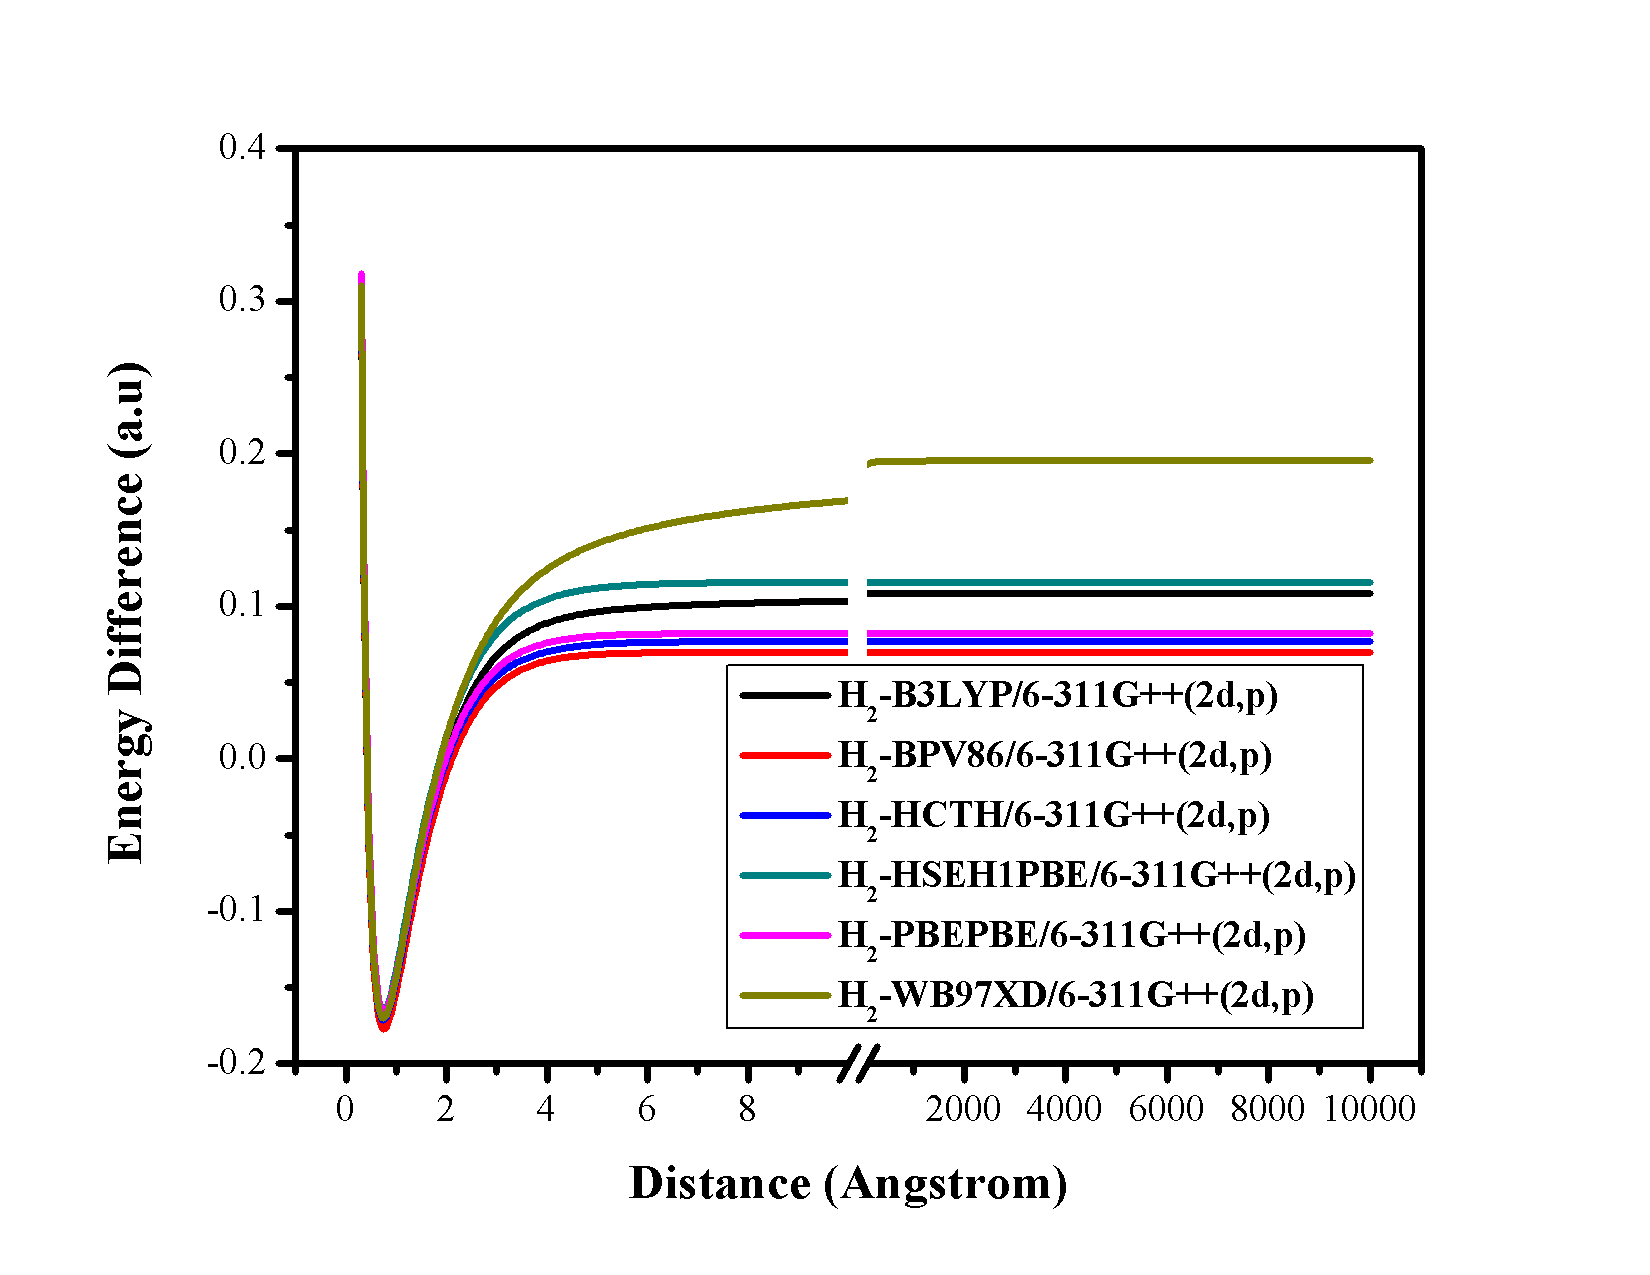 0.4
0.3
0.2
0.1
0.0
-0.1
-0.2
Energy Difference (a.u)
H2-B3LYP/6-311G++(2d,p)
H2-BPV86/6-311G++(2d,p)
H2-HCTH/6-311G++(2d,p)
H2-HSEH1PBE/6-311G++(2d,p)
H2-PBEPBE/6-311G++(2d,p)
H2-WB97XD/6-311G++(2d,p)
0 2 4 6 8 2000 4000 6000 8000 10000
Distance (Angstrom)